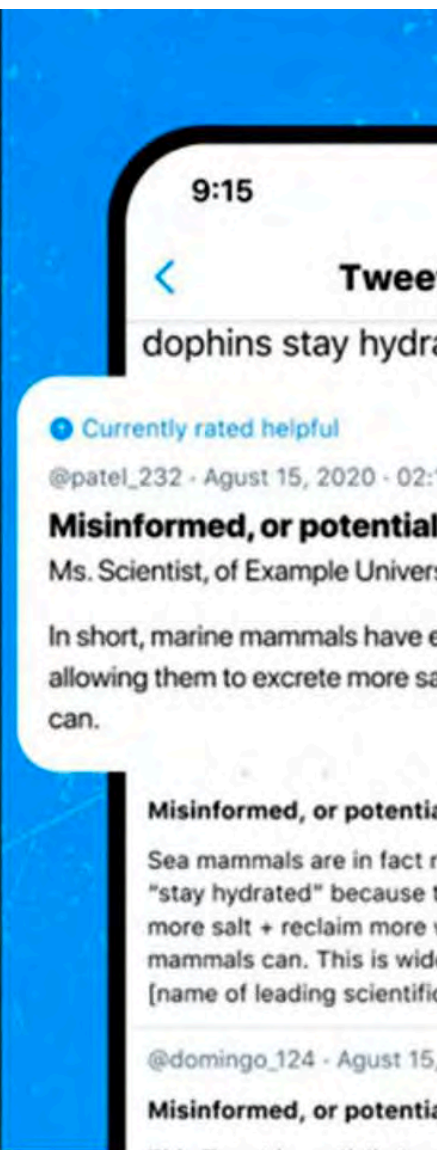 9:15
Twee
dophins stay hydra
Currently rated helpful
@patel_232 · Agust 15, 2020 · 02:1
Misinformed, or potential
Ms. Scientist, of Example Univers
In short, marine mammals have e
allowing them to excrete more sa
can.
Misinformed, or potentia
Sea mammals are in fact r
"stay hydrated" because t
more salt + reclaim more
mammals can. This is wide
[name of leading scientific
@domingo_124 · Agust 15,
Misinformed, or potentia